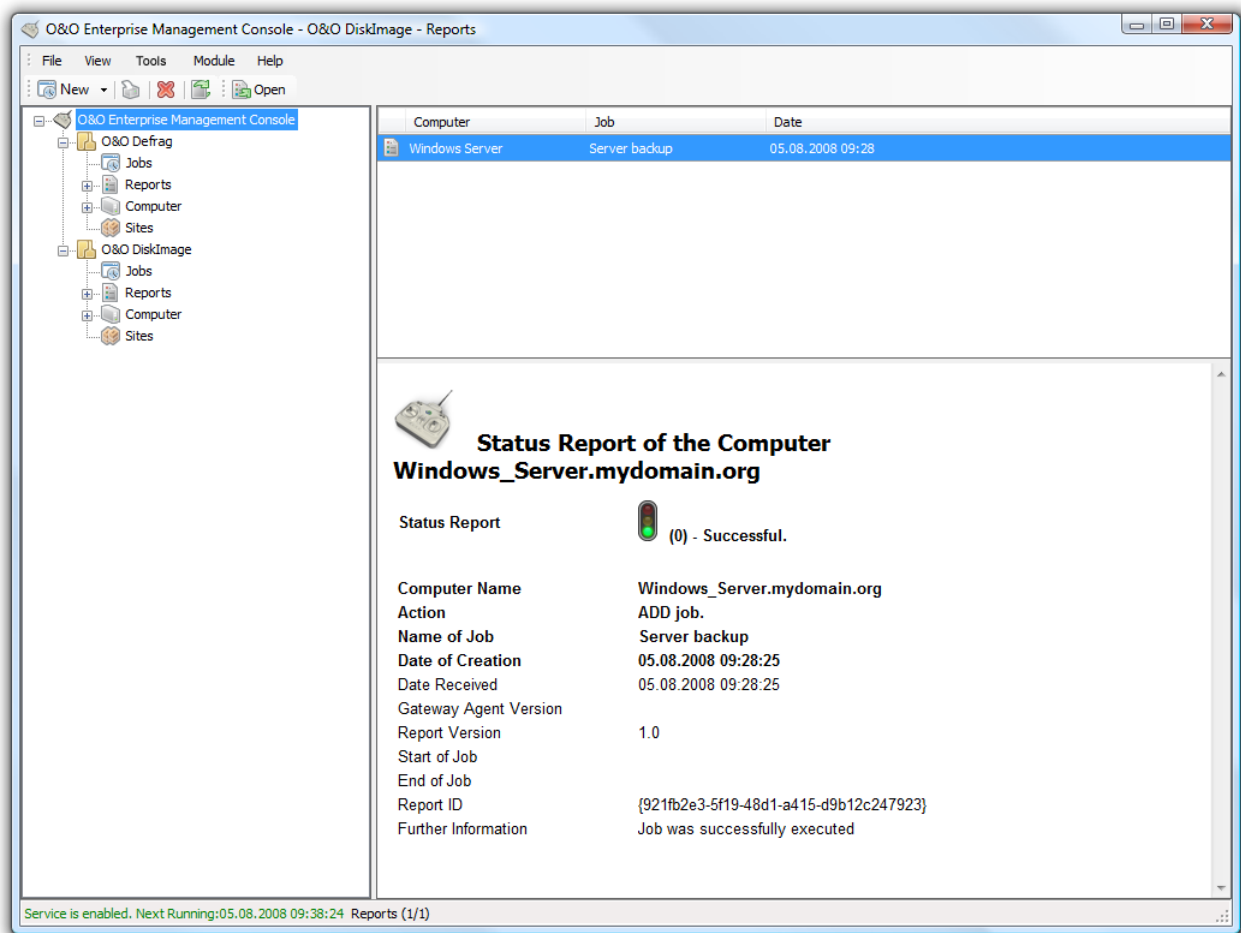 O&O Enterprise Management Console - O&O DiskImage - Reports
File View Tools Module Help
New Open
O&O Enterprise Management Console
O&O Defrag
Jobs
Reports
Computer
Sites
O&O DiskImage
Jobs
Reports
Computer
Sites
Computer Job Date
Windows Server Server backup 05.08.2008 09:28
Status Report of the Computer
Windows_Server.mydomain.org
Status Report (0) - Successful.
Computer Name Windows_Server.mydomain.org
Action ADD job.
Name of Job Server backup
Date of Creation 05.08.2008 09:28:25
Date Received 05.08.2008 09:28:25
Gateway Agent Version
Report Version 1.0
Start of Job
End of Job
Report ID {921fb2e3-5f19-48d1-a415-d9b12c247923}
Further Information Job was successfully executed
Service is enabled. Next Running:05.08.2008 09:38:24 Reports (1/1)